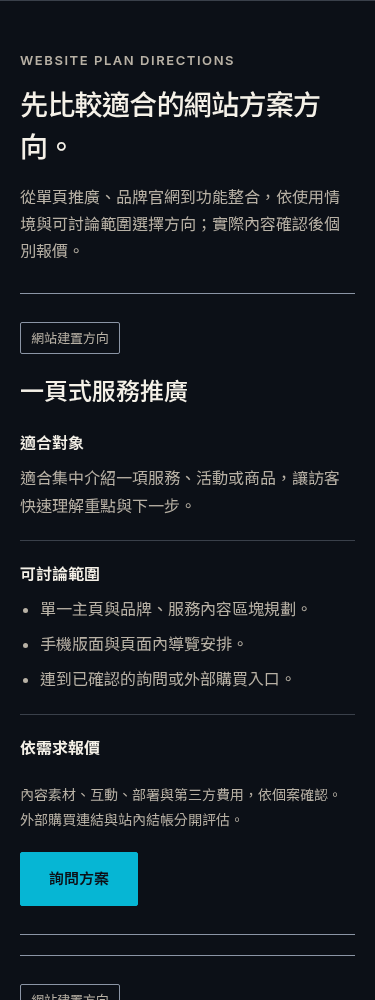 WEBSITE PLAN DIRECTIONS
先比較適合的網站方案方
向。
從單頁推廣、品牌官網到功能整合，依使用情
境與可討論範圍選擇方向；實際內容確認後個
別報價。
網站建置方向
一頁式服務推廣
適合對象
適合集中介紹一項服務、活動或商品，讓訪客
快速理解重點與下一步。
可討論範圍
• 單一主頁與品牌、服務內容區塊規劃。
• 手機版面與頁面內導覽安排。
• 連到已確認的詢問或外部購買入口。
依需求報價
內容素材、互動、部署與第三方費用，依個案確認。
外部購買連結與站內結帳分開評估。
詢問方案
網站建置方向